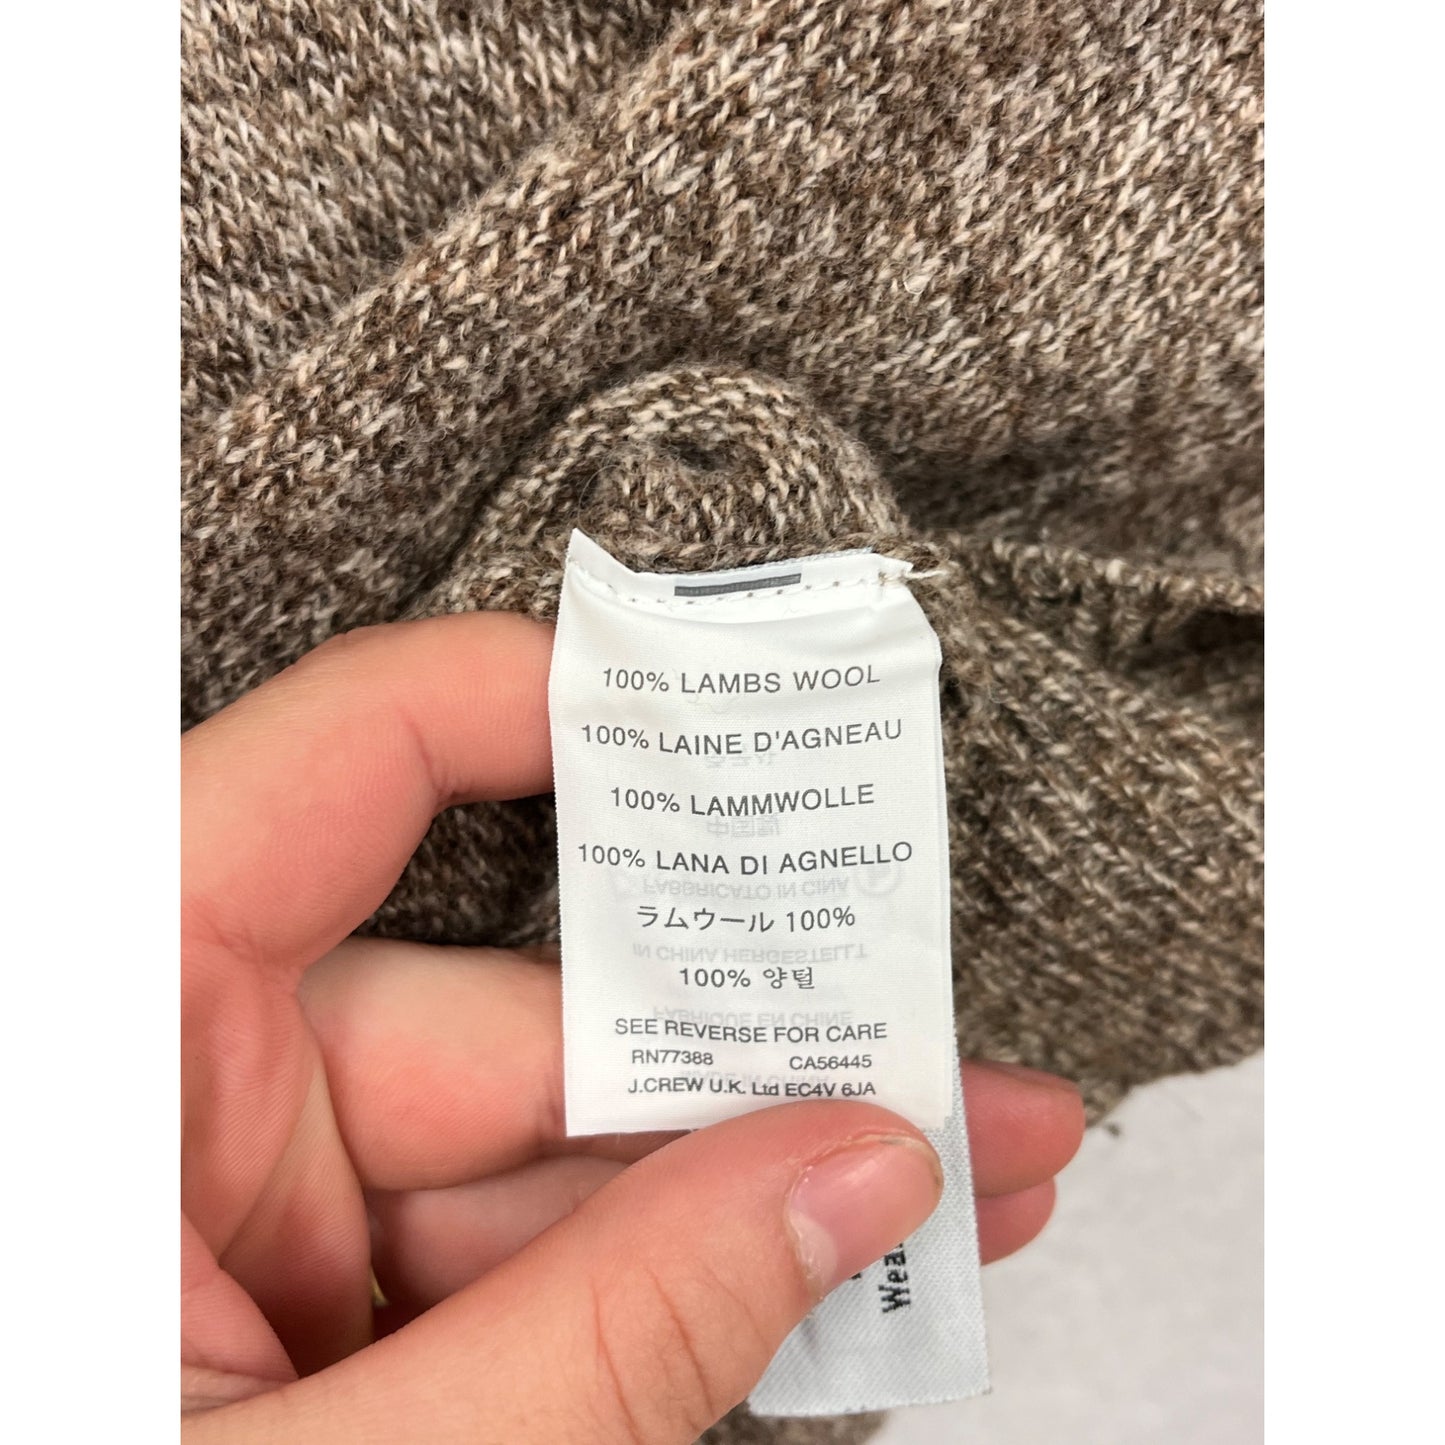 100% LAMBS WOOL
100% LAINE D'AGNEAU
100% LAMMWOLLE
100% LANA DI AGNELLO
ラムウール 100%
100% 양털
SEE REVERSE FOR CARE
RN77388 CA56445
J.CREW U.K. Ltd EC4V 6JA